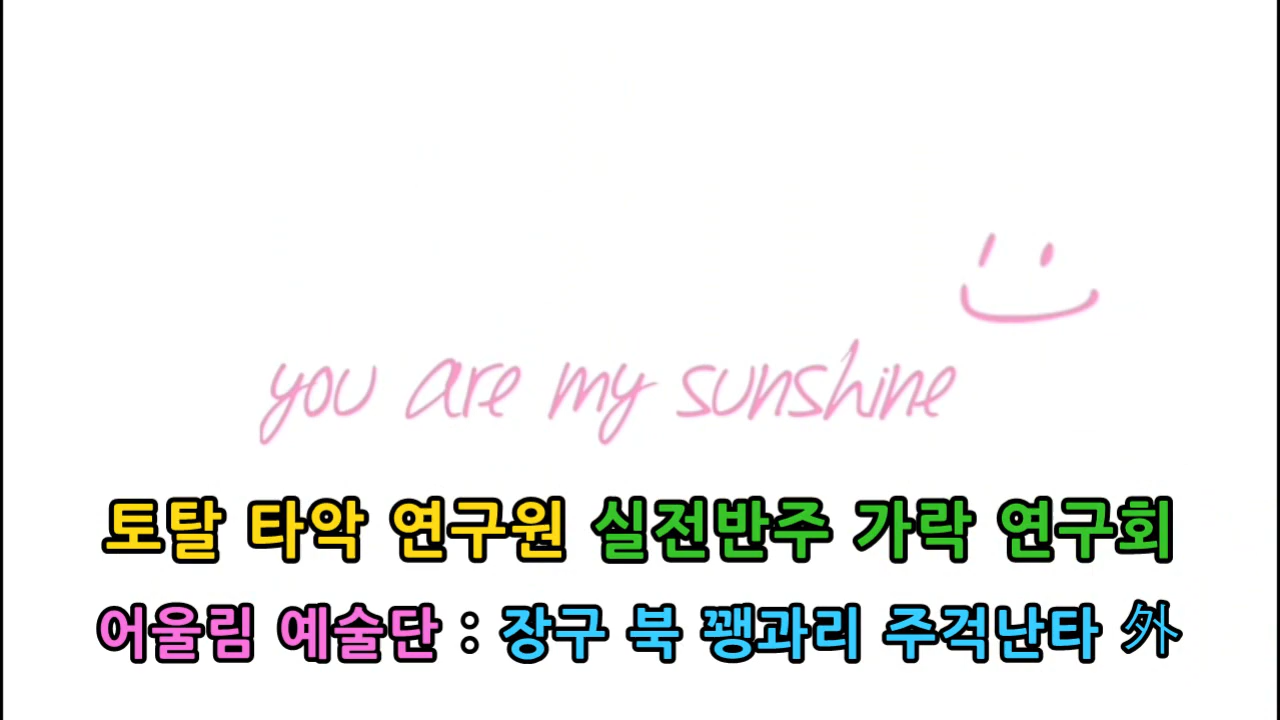 you are my sunshine
토탈 타악 연구원 실전반주 가락 연구회
어울림 예술단 : 장구 북 꽹과리 주걱난타 外